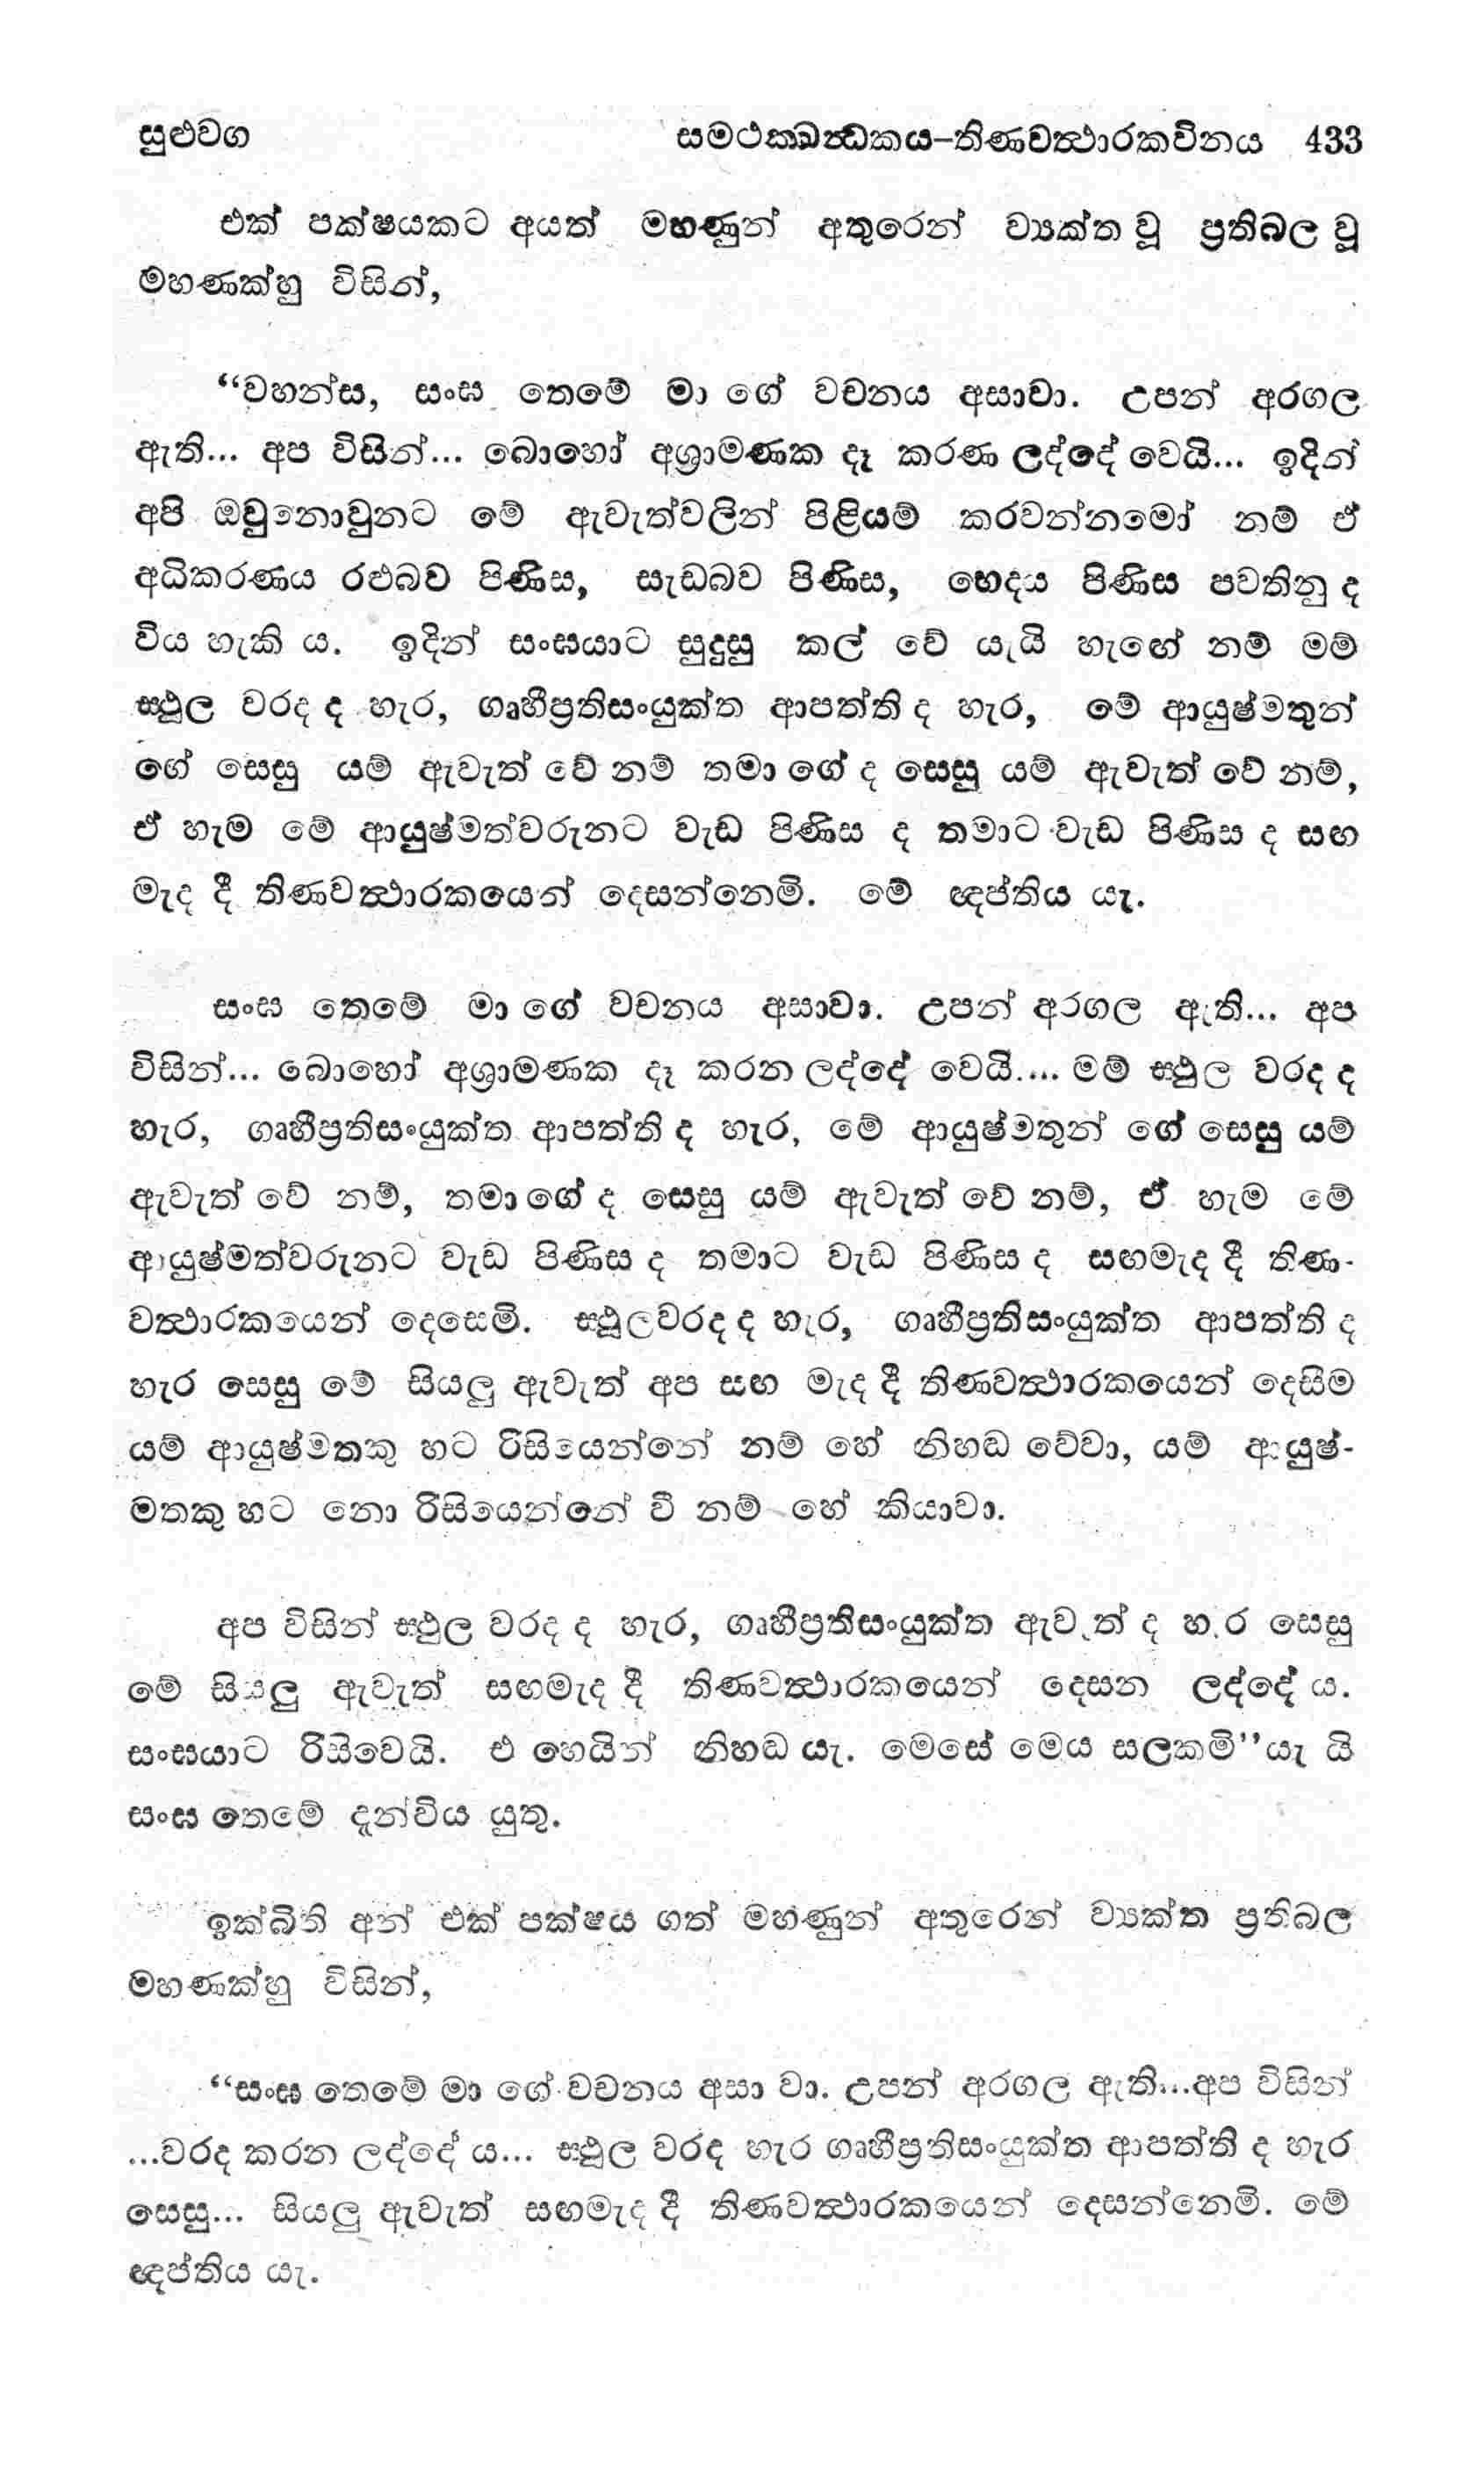 සුළුවග සමථක්ඛන්ධකය-තිණවත්ථාරකවිනය 433
එක් පක්ෂයකට අයත් මහණුන් අතුරෙන් ව්‍යක්ත වූ ප්‍රතිබල වූ
මහණක්හු විසින්,
“වහන්ස, සංඝ තෙමේ මා ගේ වචනය අසාවා. උපන් අරගල
ඇති... අප විසින්... බොහෝ අශ්‍රාමණක දෑ කරණ ලද්දේ වෙයි... ඉදින්
අපි ඔවුනොවුනට මේ ඇවැත්වලින් පිළියම් කරවන්නමෝ නම් ඒ
අධිකරණය රළුබව පිණිස, සැඩබව පිණිස, භෙදය පිණිස පවතිනු ද
විය හැකි ය. ඉදින් සංඝයාට සුදුසු කල් වේ යැයි හැඟේ නම් මම්
ස්ථූල වරද ද හැර, ගෘහීප්‍රතිසංයුක්ත ආපත්ති ද හැර, මේ ආයුෂ්මතුන්
ගේ සෙසු යම් ඇවැත් වේ නම් තමා ගේ ද සෙසු යම් ඇවැත් වේ නම්,
ඒ හැම මේ ආයුෂ්මත්වරුනට වැඩ පිණිස ද තමාට වැඩ පිණිස ද සඟ
මැද දී තිණවත්ථාරකයෙන් දෙසන්නෙමි. මේ ඥප්තිය යැ.
සංඝ තෙමේ මා ගේ වචනය අසාවා. උපන් අරගල ඇති... අප
විසින්... බොහෝ අශ්‍රාමණක දෑ කරන ලද්දේ වෙයි.... මම් ස්ථුල වරද ද
හැර, ගෘහීප්‍රතිසංයුක්ත ආපත්ති ද හැර, මේ ආයුෂ්මතුන් ගේ සෙසු යම්
ඇවැත් වේ නම්, තමා ගේ ද සෙසු යම් ඇවැත් වේ නම්, ඒ හැම මේ
ආයුෂ්මත්වරුනට වැඩ පිණිස ද තමාට වැඩ පිණිස ද සඟමැද දී තිණ-
වත්ථාරකයෙන් දෙසෙමි. ස්ථූලවරද ද හැර, ගෘහීප්‍රතිසංයුක්ත ආපත්ති ද
හැර සෙසු මේ සියලු ඇවැත් අප සඟ මැද දී තිණවත්ථාරකයෙන් දෙසීම
යම් ආයුෂ්මතකු හට රිසියෙන්නේ නම් හේ නිහඬ වේවා, යම් ආයුෂ්-
මතකු හට නො රිසියෙන්නේ වී නම් හේ කියාවා.
අප විසින් ස්ථුල වරද ද හැර, ගෘහීප්‍රතිසංයුක්ත ඇවැත් ද හැර සෙසු
මේ සියලු ඇවැත් සඟමැද දී තිණවත්ථාරකයෙන් දෙසන ලද්දේ ය.
සංඝයාට රිසිවෙයි. එ හෙයින් නිහඬ යැ. මෙසේ මෙය සලකමි”යැ යි
සංඝ තෙමේ දැන්විය යුතු.
ඉක්බිති අන් එක් පක්ෂය ගත් මහණුන් අතුරෙන් ව්‍යක්ත ප්‍රතිබල
මහණක්හු විසින්,
“සංඝ තෙමේ මා ගේ වචනය අසා වා. උපන් අරගල ඇති...අප විසින්
...වරද කරන ලද්දේ ය... ස්ථුල වරද හැර ගෘහීප්‍රතිසංයුක්ත ආපත්ති ද හැර
සෙසු... සියලු ඇවැත් සඟමැද දී තිණවත්ථාරකයෙන් දෙසන්නෙමි. මේ
ඥප්තිය යැ.